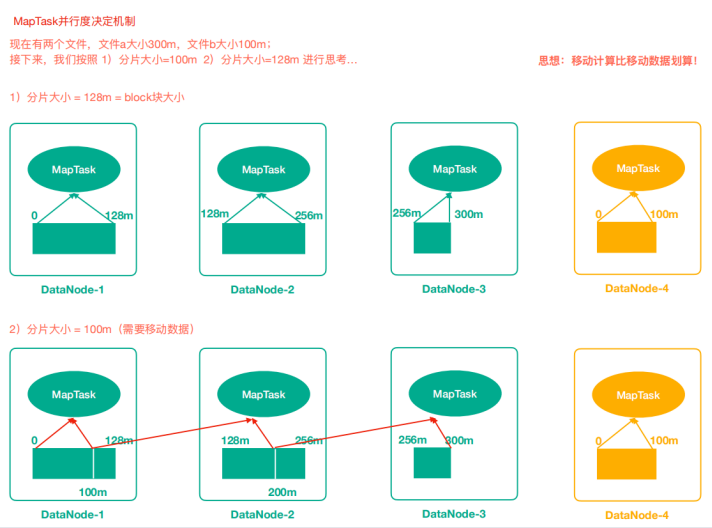 MapTask并行度决定机制
现在有两个文件，文件a大小300m，文件b大小100m；
接下来，我们按照 1）分片大小=100m  2）分片大小=128m 进行思考...
思想：移动计算比移动数据划算！
1）分片大小 = 128m = block块大小
MapTask
0
128m
DataNode-1
MapTask
128m
256m
DataNode-2
MapTask
256m
300m
DataNode-3
MapTask
0
100m
DataNode-4
2）分片大小 = 100m（需要移动数据）
MapTask
0
128m
100m
DataNode-1
MapTask
128m
256m
200m
DataNode-2
MapTask
256m
300m
DataNode-3
MapTask
0
100m
DataNode-4